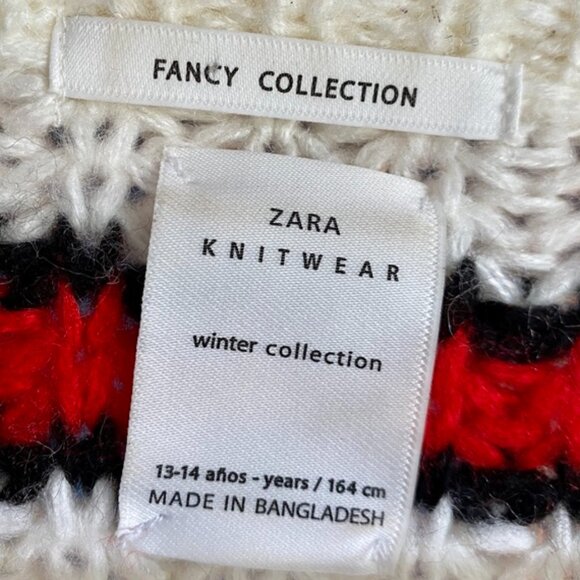 FANCY COLLECTION
ZARA
KNITWEAR
winter collection
13-14 años - years / 164 cm
MADE IN BANGLADESH